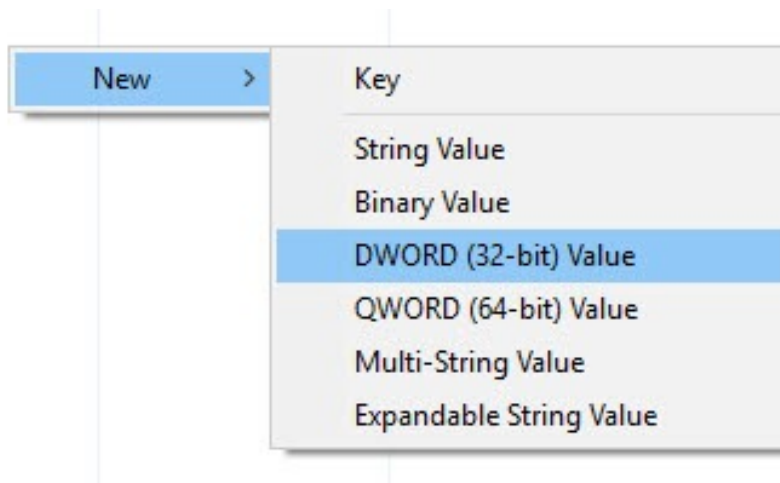 New
Key
String Value
Binary Value
DWORD (32-bit) Value
QWORD (64-bit) Value
Multi-String Value
Expandable String Value